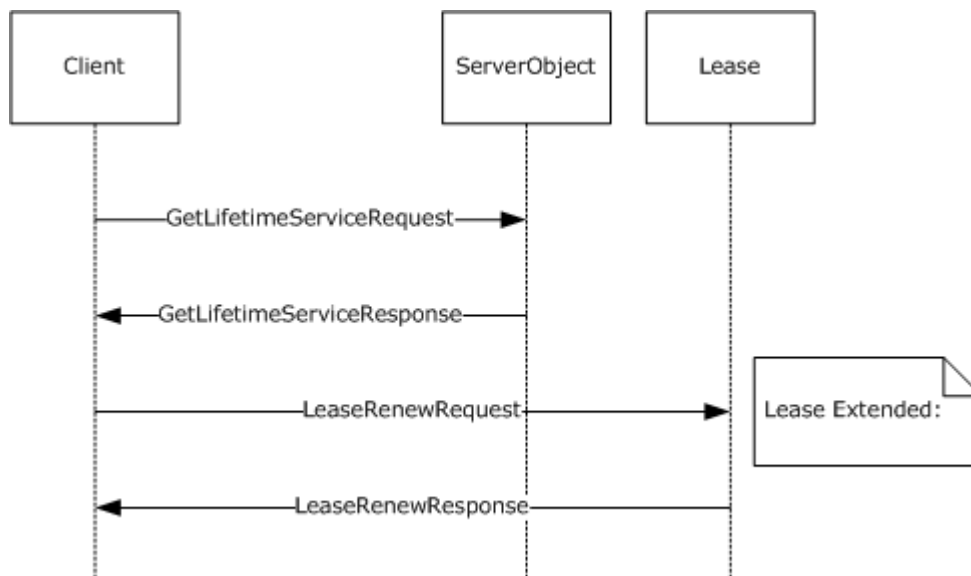 Client
ServerObject
Lease
GetLifetimeServiceRequest
GetLifetimeServiceResponse
LeaseRenewRequest
Lease Extended:
LeaseRenewResponse